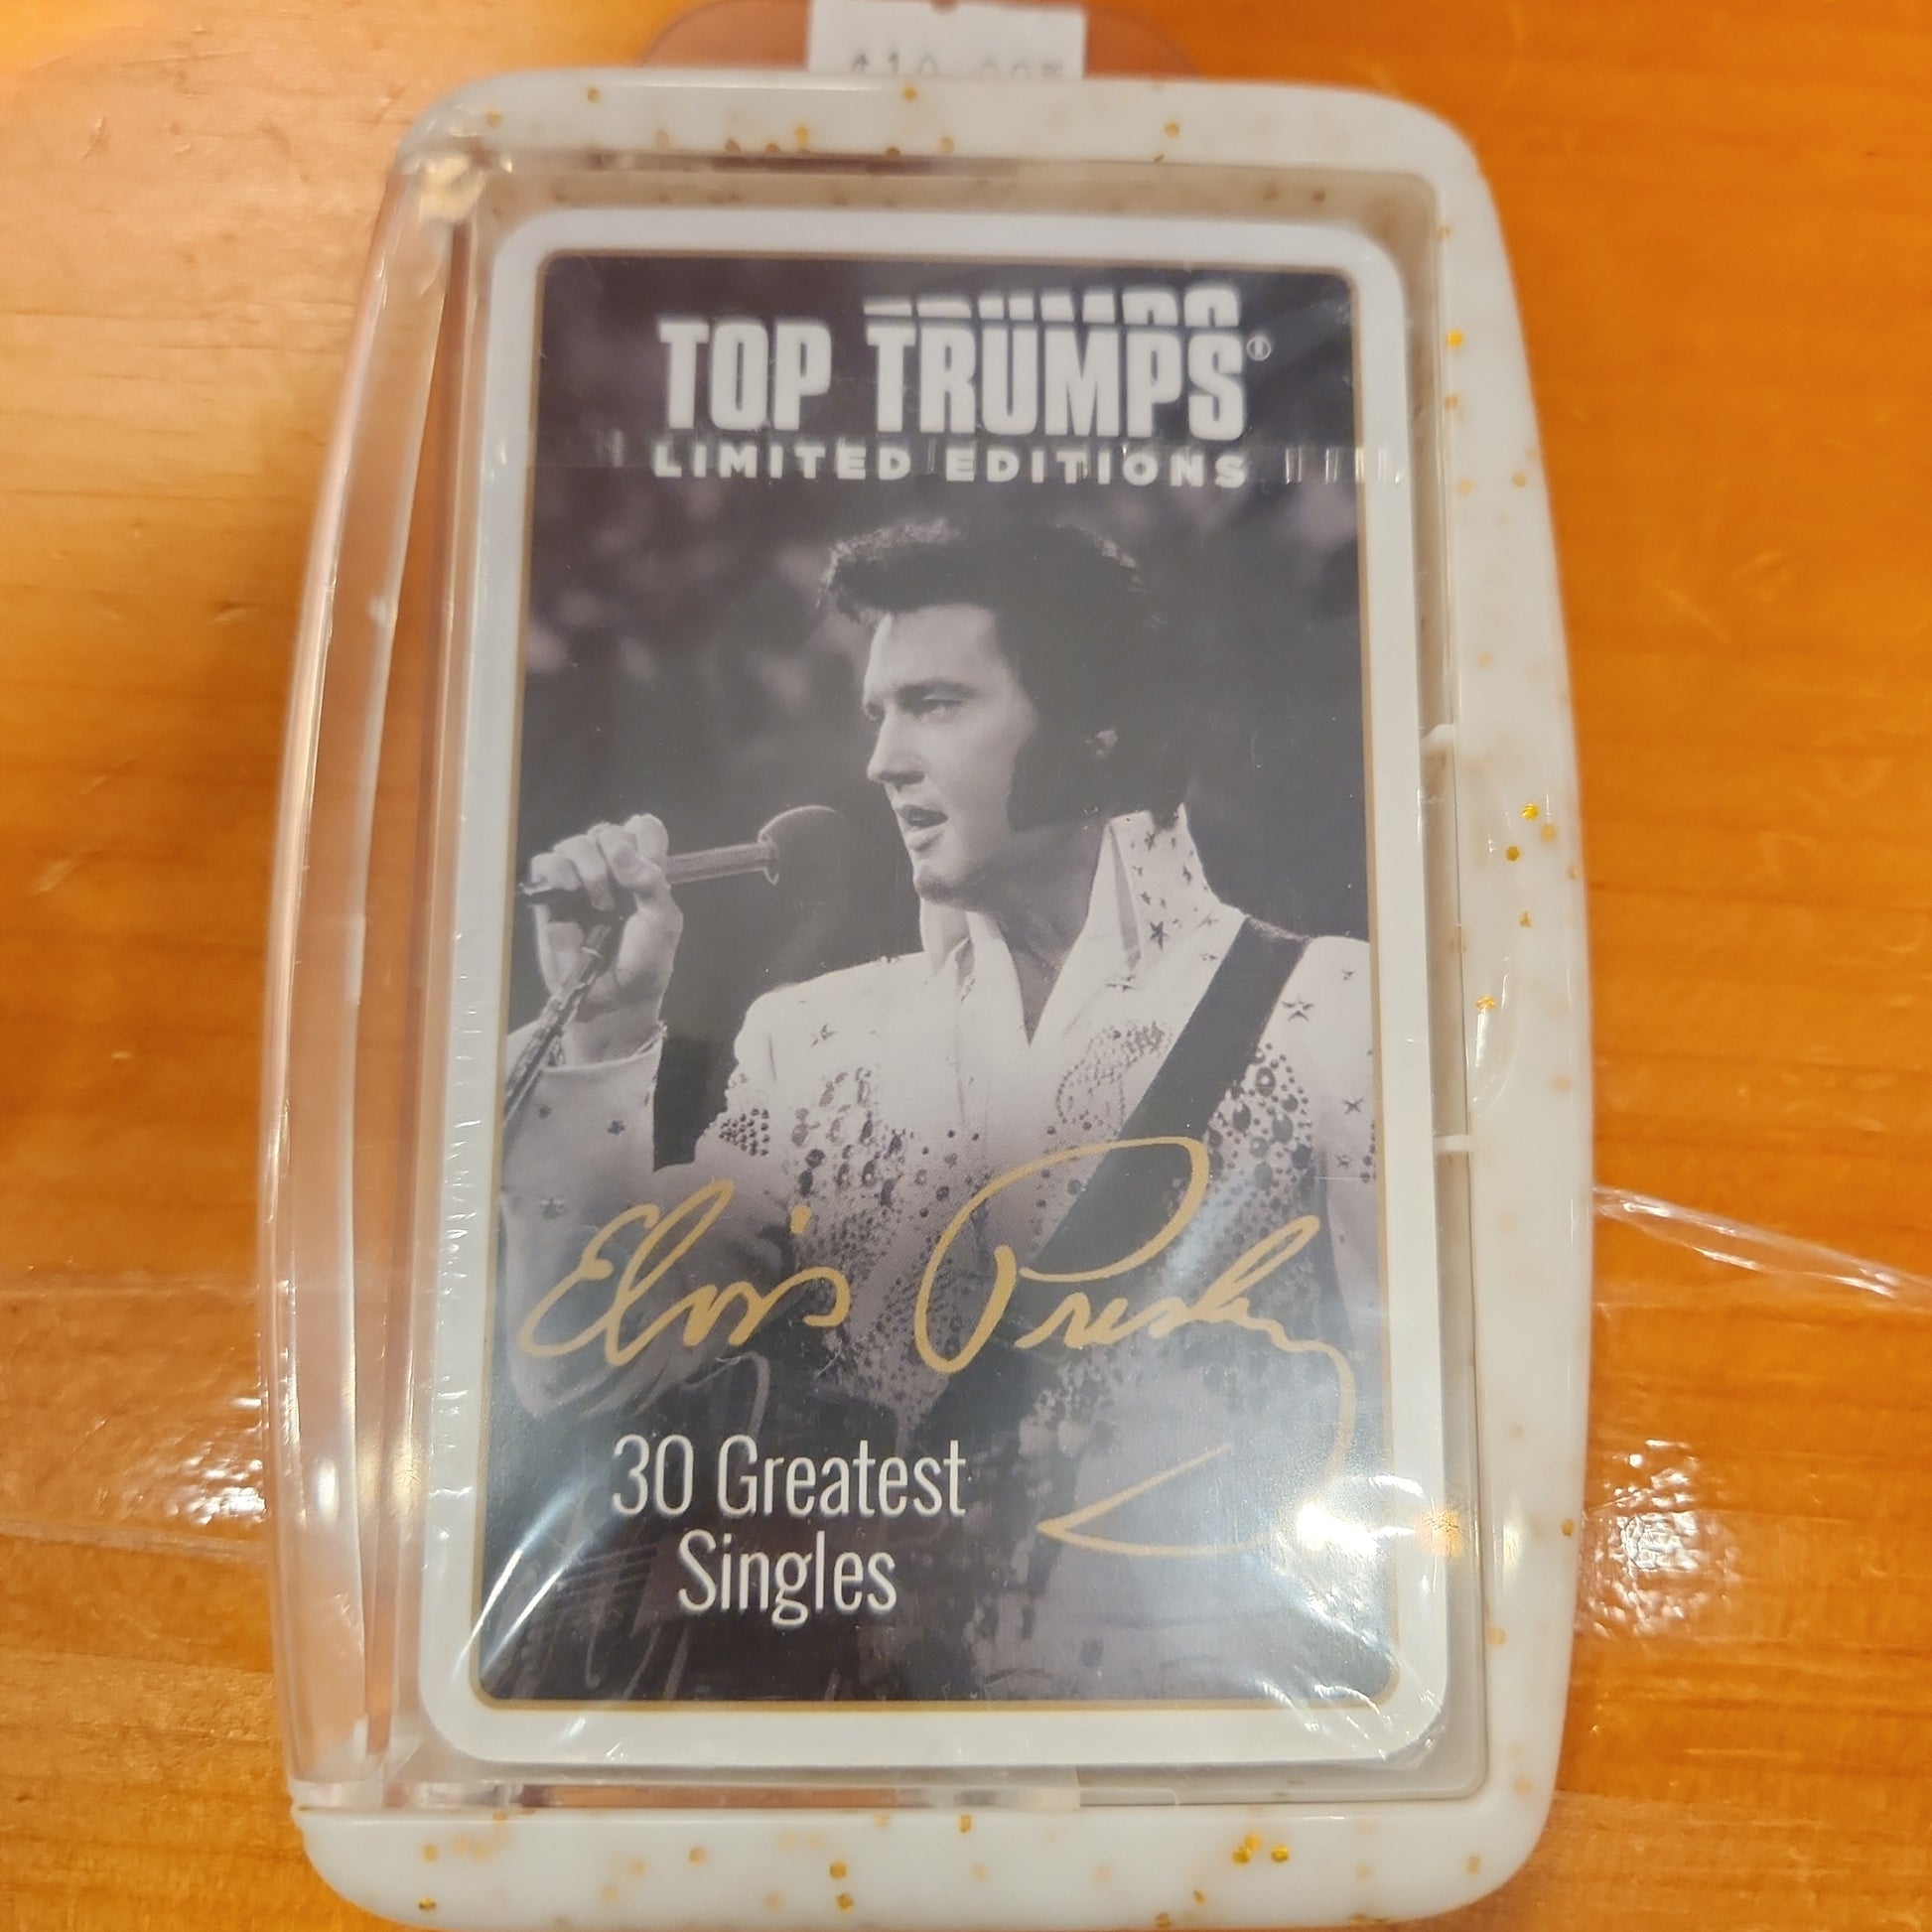 TOP TRUMPS®
LIMITED EDITIONS
Elvis Presley
30 Greatest
Singles